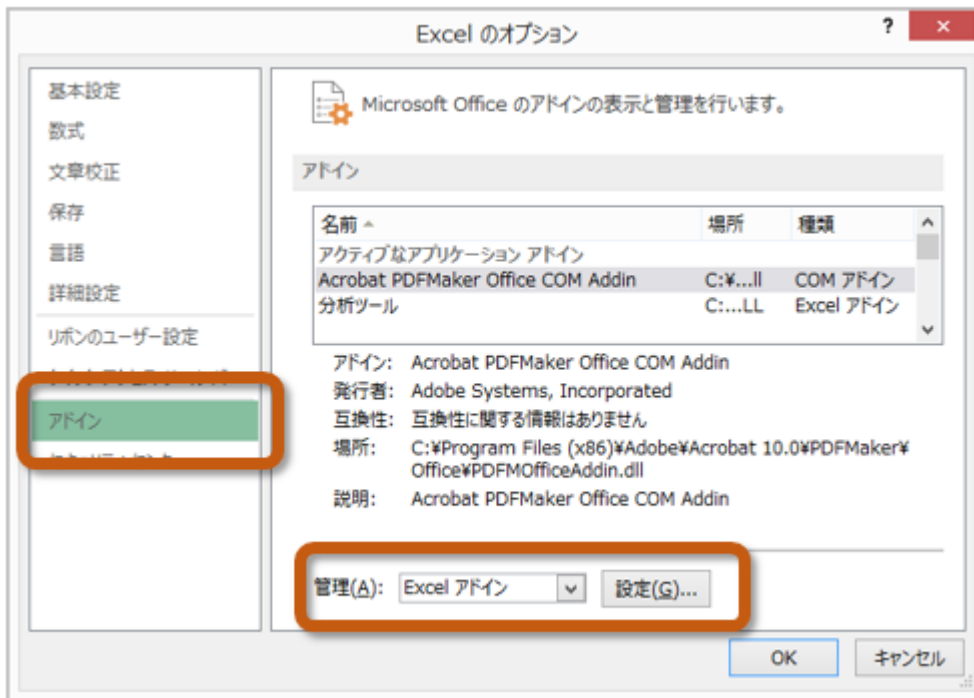 Excel のオプション
?
基本設定
数式
文章校正
保存
言語
詳細設定
リボンのユーザー設定
アドイン
Microsoft Office のアドインの表示と管理を行います。
アドイン
名前 場所 種類
アクティブなアプリケーション アドイン
Acrobat PDFMaker Office COM Addin C:¥...ll COM アドイン
分析ツール C:...LL Excel アドイン
アドイン: Acrobat PDFMaker Office COM Addin
発行者: Adobe Systems, Incorporated
互換性: 互換性に関する情報はありません
場所: C:¥Program Files (x86)¥Adobe¥Acrobat 10.0¥PDFMaker¥
Office¥PDFMOfficeAddin.dll
説明: Acrobat PDFMaker Office COM Addin
管理(A): Excel アドイン 設定(G)...
OK キャンセル